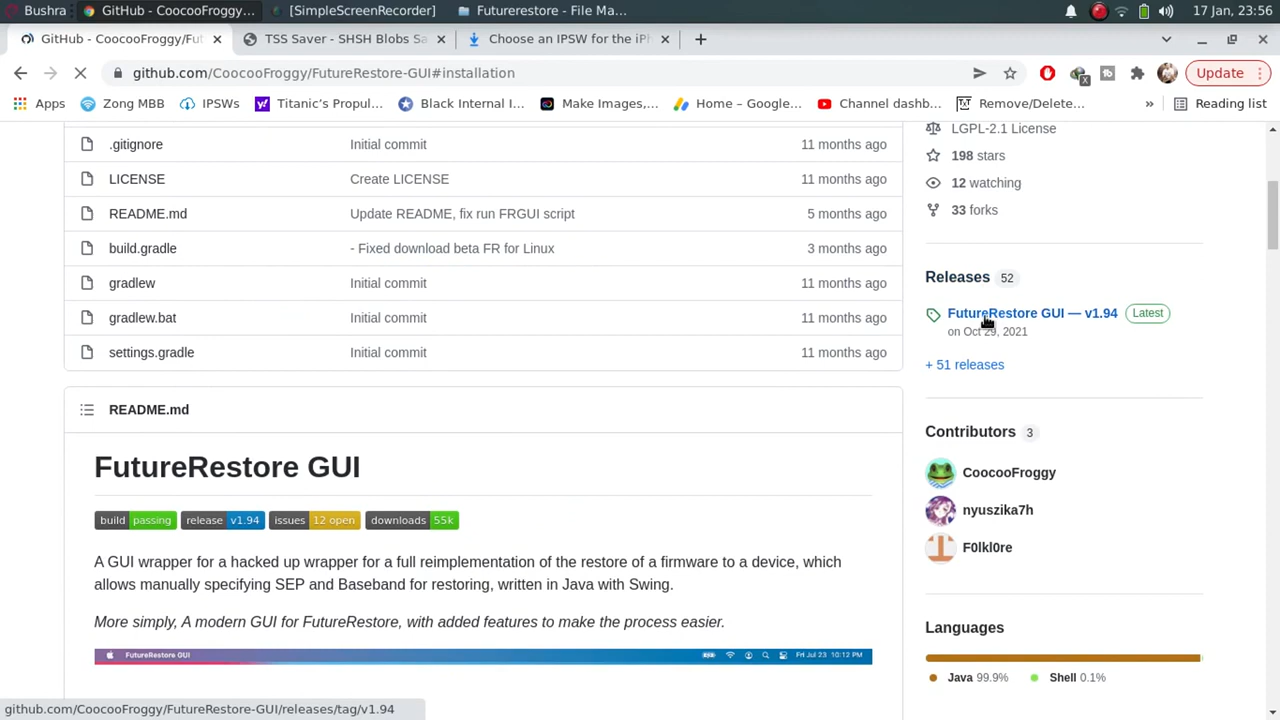 Bushra
GitHub - CoocooFroggy...
[SimpleScreenRecorder]
Futurerestore - File Ma...
17 Jan, 23:56
GitHub - CoocooFroggy/Fut
TSS Saver - SHSH Blobs Sa
Choose an IPSW for the iPh
github.com/CoocooFroggy/FutureRestore-GUI#installation
Update
Apps
Zong MBB
IPSWs
Titanic's Propul...
Black Internal I...
Make Images,...
Home – Google...
Channel dashb...
Remove/Delete...
»
Reading list
.gitignore Initial commit 11 months ago
LICENSE Create LICENSE 11 months ago
README.md Update README, fix run FRGUI script 5 months ago
build.gradle - Fixed download beta FR for Linux 3 months ago
gradlew Initial commit 11 months ago
gradlew.bat Initial commit 11 months ago
settings.gradle Initial commit 11 months ago
README.md
FutureRestore GUI
build passing release v1.94 issues 12 open downloads 55k
A GUI wrapper for a hacked up wrapper for a full reimplementation of the restore of a firmware to a device, which
allows manually specifying SEP and Baseband for restoring, written in Java with Swing.
More simply, A modern GUI for FutureRestore, with added features to make the process easier.
FutureRestore GUI
Fri Jul 23 10:12 PM
LGPL-2.1 License
198 stars
12 watching
33 forks
Releases 52
FutureRestore GUI — v1.94 Latest
on Oct 29, 2021
+ 51 releases
Contributors 3
CoocooFroggy
nyuszika7h
F0lkl0re
Languages
Java 99.9% Shell 0.1%
github.com/CoocooFroggy/FutureRestore-GUI/releases/tag/v1.94